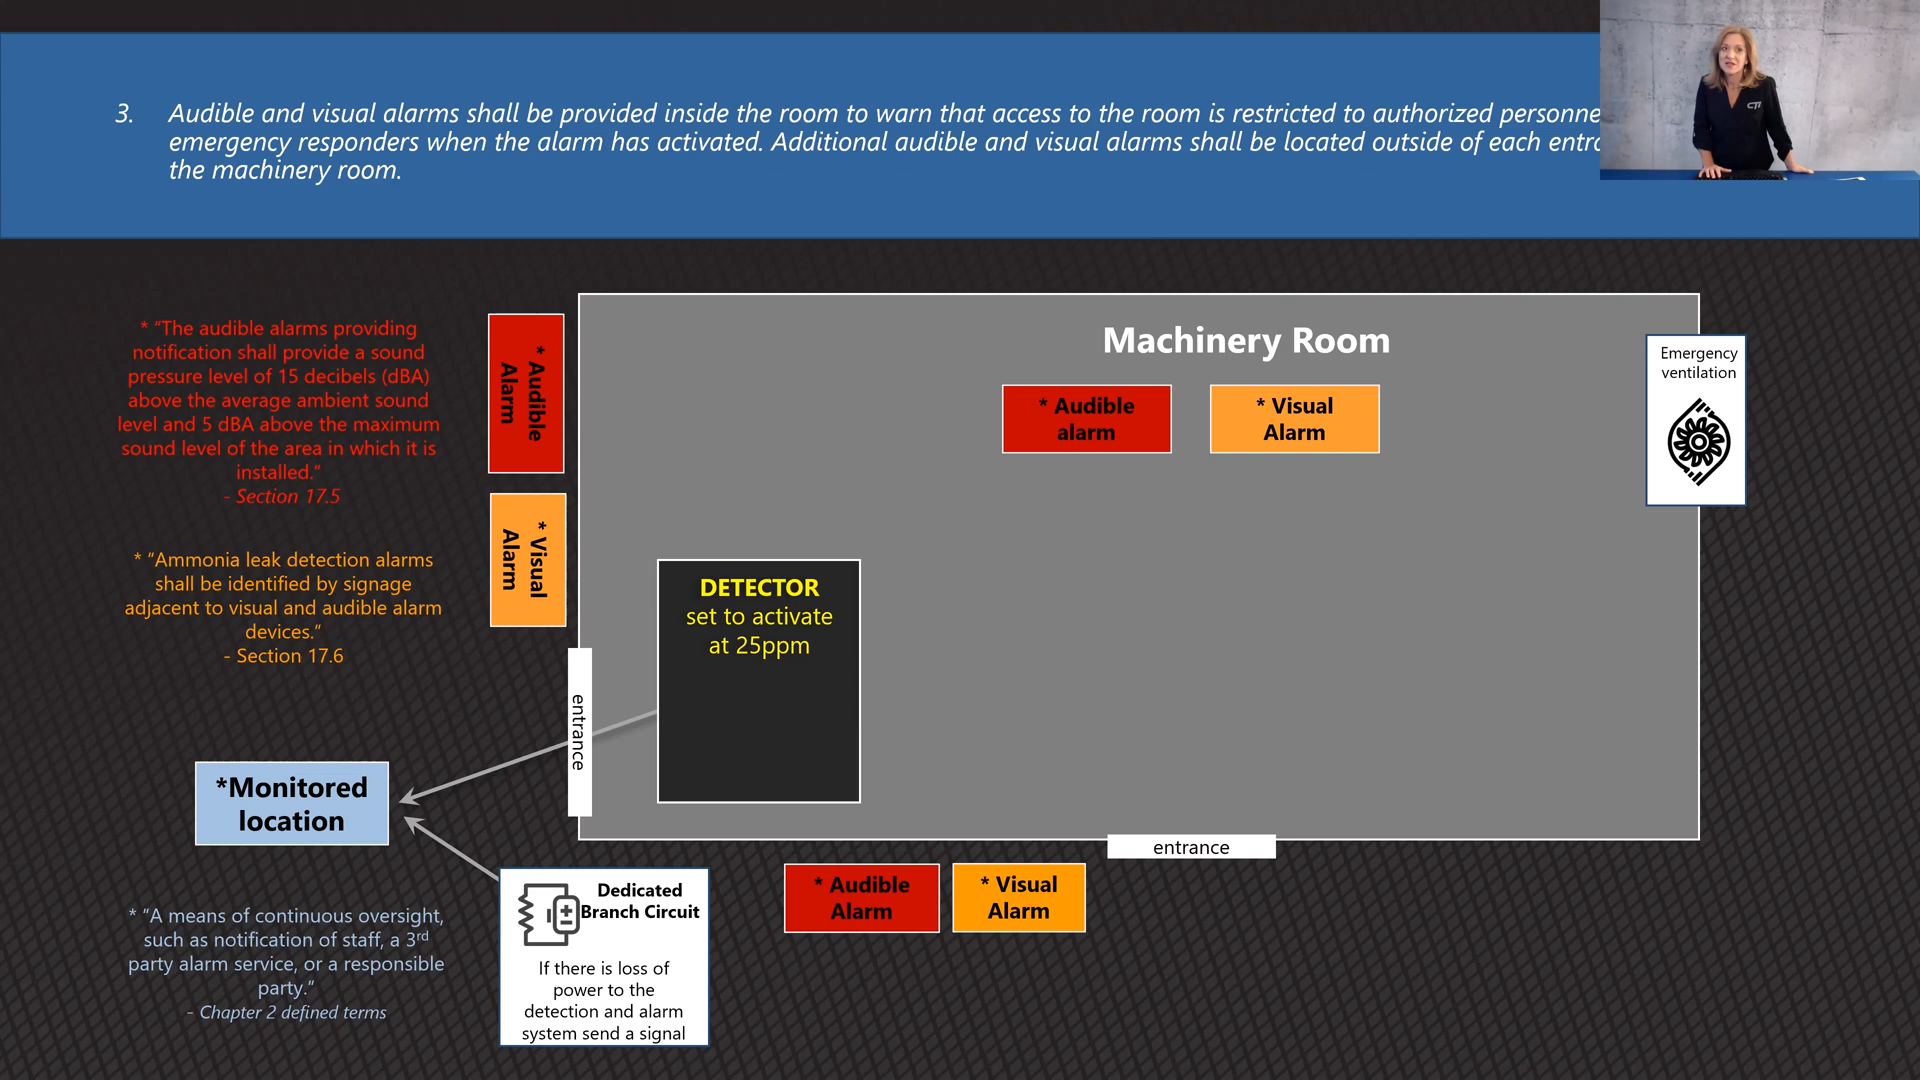 3. Audible and visual alarms shall be provided inside the room to warn that access to the room is restricted to authorized
emergency responders when the alarm has activated. Additional audible and visual alarms shall be located outside of each
the machinery room.
CTI
* “The audible alarms providing
notification shall provide a sound
pressure level of 15 decibels (dBA)
above the average ambient sound
level and 5 dBA above the maximum
sound level of the area in which it is
installed.”
- Section 17.5
* “Ammonia leak detection alarms
shall be identified by signage
adjacent to visual and audible alarm
devices.”
- Section 17.6
* Audible
Alarm
* Visual
Alarm
Machinery Room
* Audible
alarm
* Visual
Alarm
Emergency
ventilation
DETECTOR
set to activate
at 25ppm
entrance
*Monitored
location
entrance
* “A means of continuous oversight,
such as notification of staff, a 3rd
party alarm service, or a responsible
party.”
- Chapter 2 defined terms
Dedicated
Branch Circuit
If there is loss of
power to the
detection and alarm
system send a signal
* Audible
Alarm
* Visual
Alarm